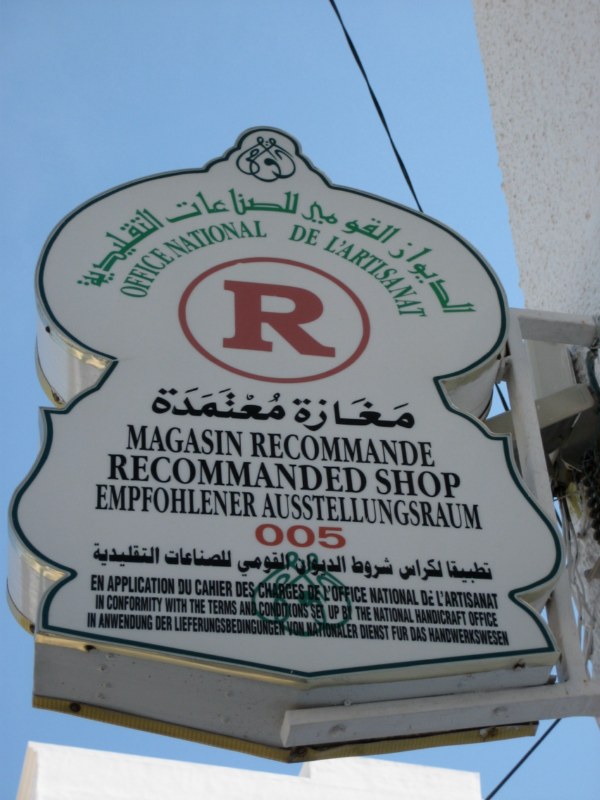 الديوان القومي للصناعات التقليدية
OFFICE NATIONAL DE L'ARTISANAT
R
مَغَازة مُعْتَمَدَة
MAGASIN RECOMMANDE
RECOMMANDED SHOP
EMPFOHLENER AUSSTELLUNGSRAUM
005
تطبيقا لكراس شروط الديوان القومي للصناعات التقليدية
EN APPLICATION DU CAHIER DES CHARGES DE L'OFFICE NATIONAL DE L'ARTISANAT
IN CONFORMITY WITH THE TERMS AND CONDITIONS SET UP BY THE NATIONAL HANDICRAFT OFFICE
IN ANWENDUNG DER LIEFERUNGSBEDINGUNGEN VON NATIONALER DIENST FUR DAS HANDWERKSWESEN